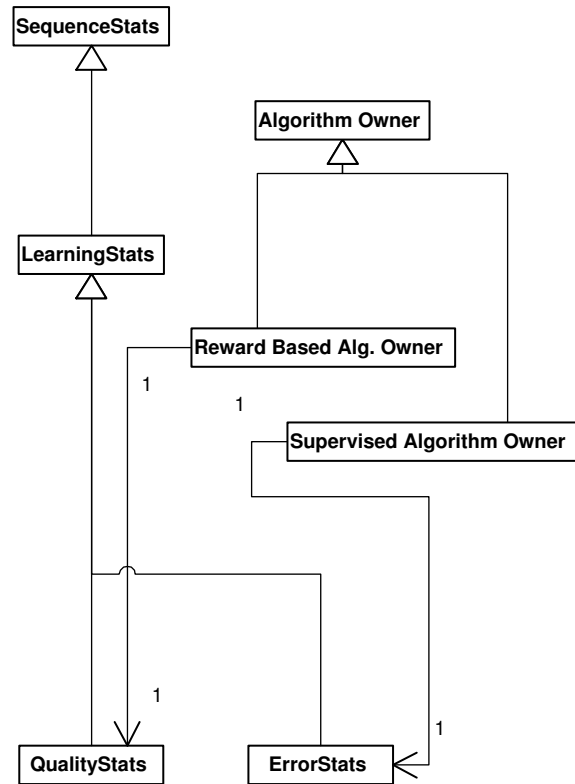 SequenceStats
Algorithm Owner
LearningStats
Reward Based Alg. Owner
1
1
Supervised Algorithm Owner
1
1
QualityStats
ErrorStats